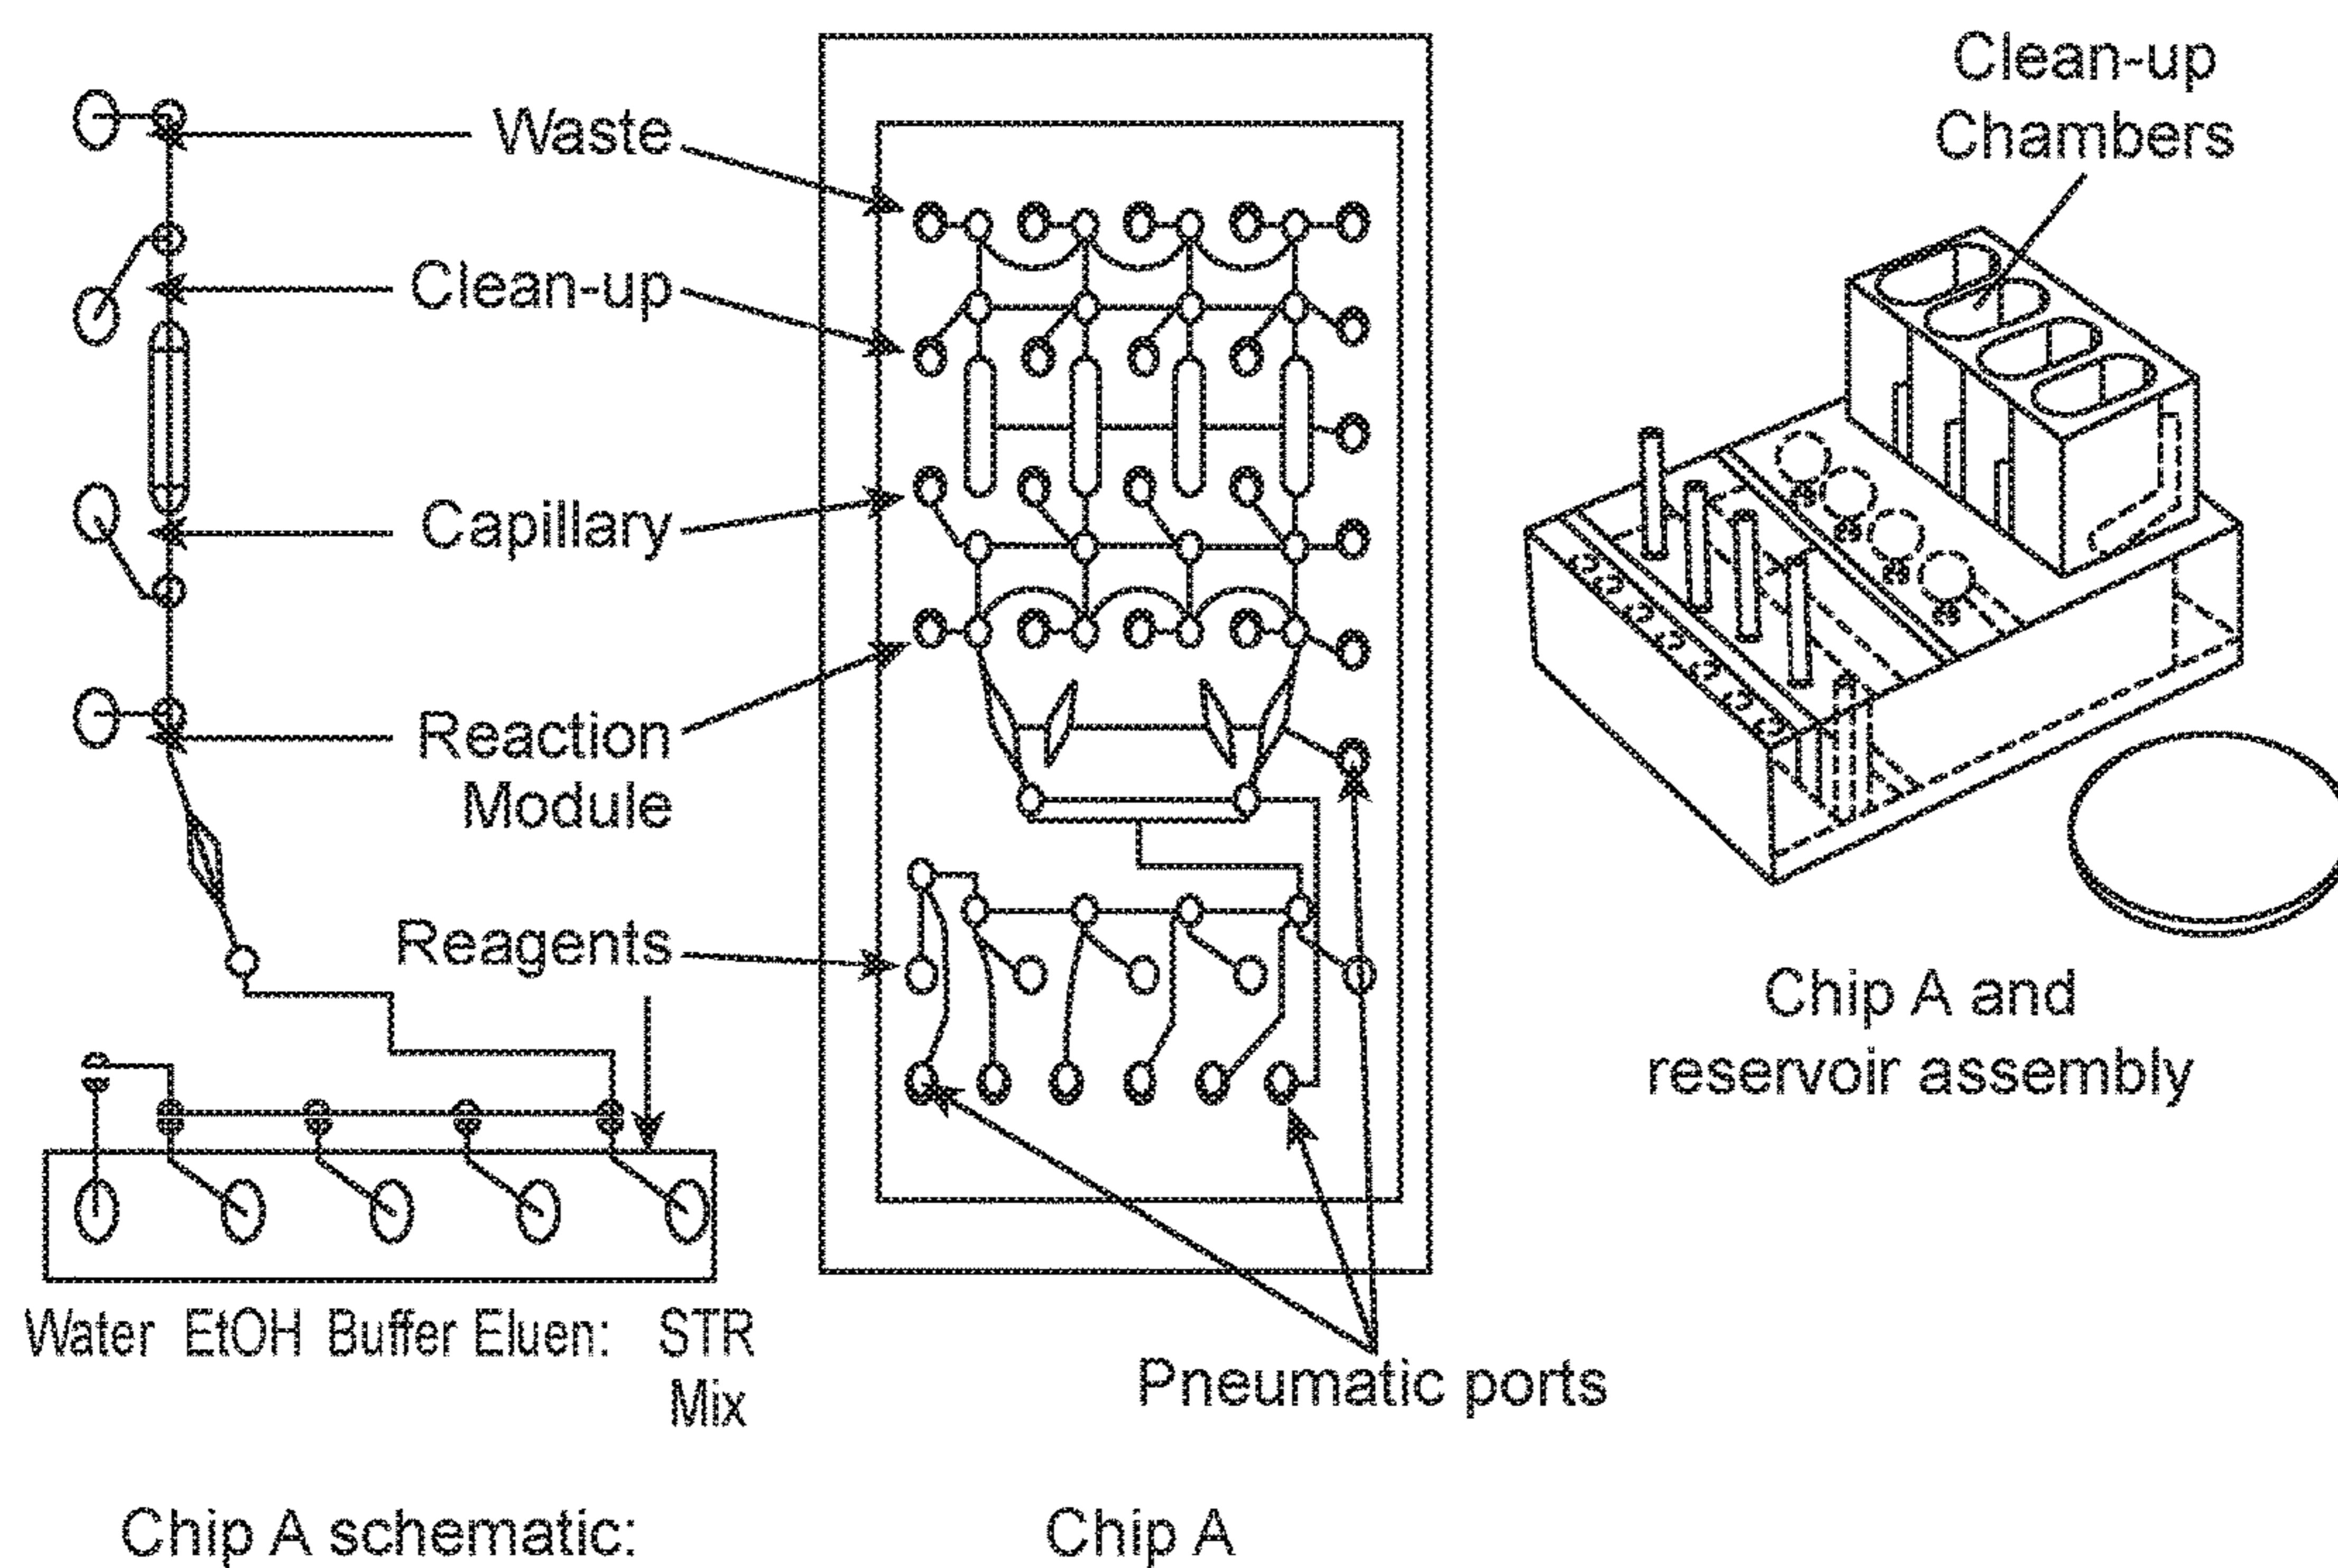 Waste
Clean-up
Capillary
Reaction
Module
Reagents
Water EtOH Buffer Eluen: STR
Mix
Chip A schematic:
Pneumatic ports
Chip A
Clean-up
Chambers
Chip A and
reservoir assembly